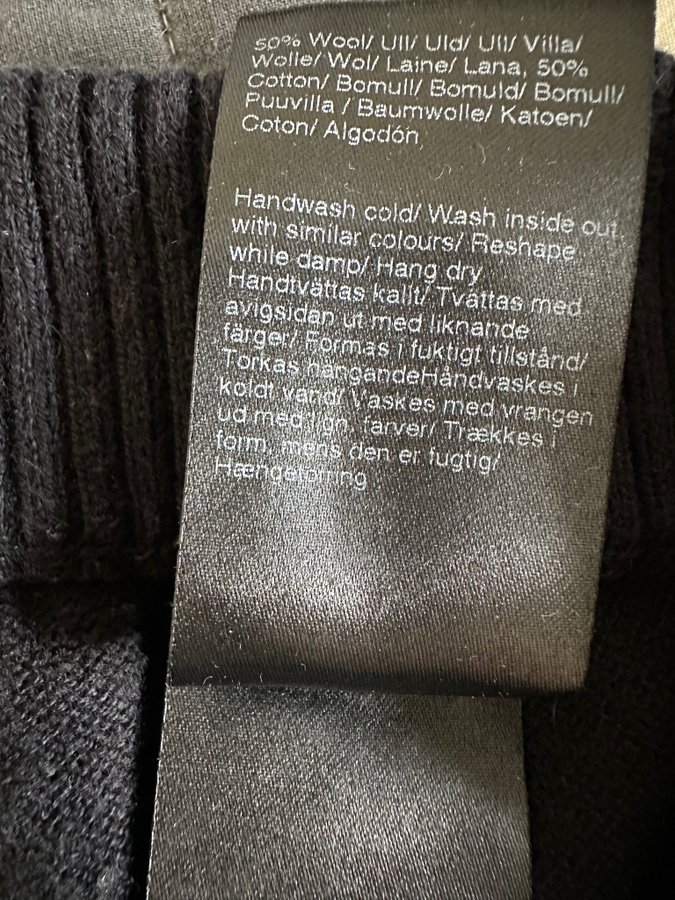 50% Wool/ Ull/ Uld/ Ull/ Villa/
Wolle/ Wol/ Laine/ Lana, 50%
Cotton/ Bomull/ Bomuld/ Bomull/
Puuvilla / Baumwolle/ Katoen/
Coton/ Algodón
Handwash cold/ Wash inside out
with similar colours/ Reshape
while damp/ Hang dry
Handtvättas kallt/ Tvättas med
avigsidan ut med liknande
färger/ Formas i fuktigt tillstånd/
Torkas hängandeHåndvaskes i
koldt vand/ Vaskes med vrangen
ud med lign. farver/ Trækkes i
form, mens den er fugtig/
Hængetørring